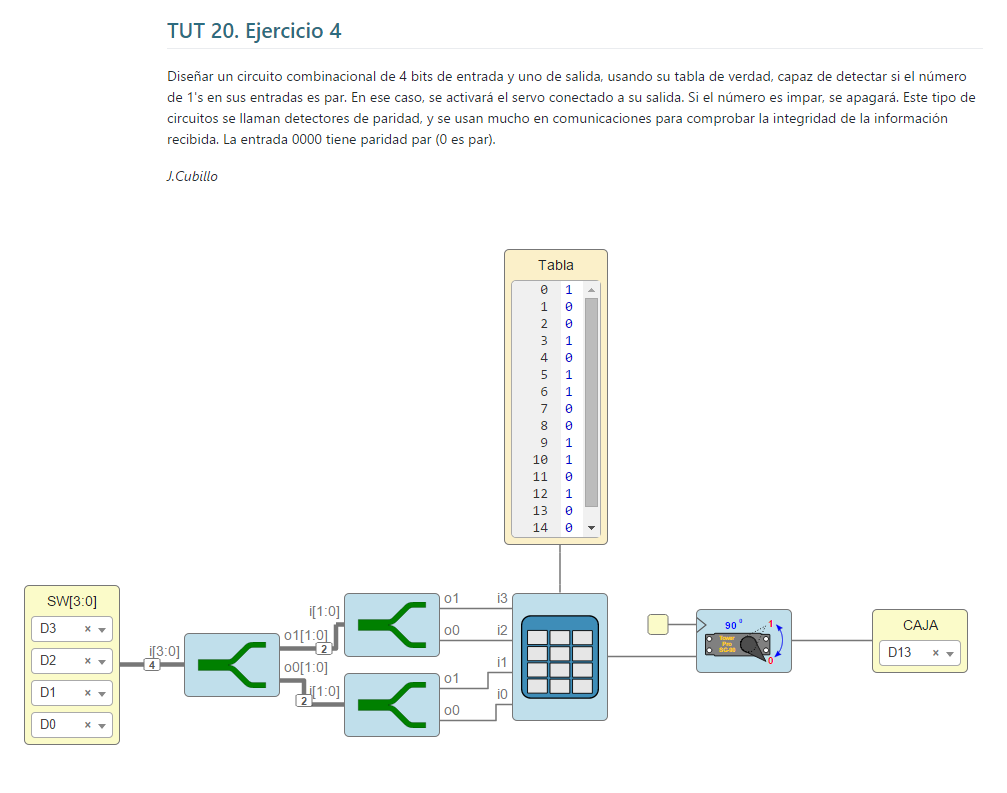 TUT 20. Ejercicio 4
Diseñar un circuito combinacional de 4 bits de entrada y uno de salida, usando su tabla de verdad, capaz de detectar si el número
de 1's en sus entradas es par. En ese caso, se activará el servo conectado a su salida. Si el número es impar, se apagará. Este tipo de
circuitos se llaman detectores de paridad, y se usan mucho en comunicaciones para comprobar la integridad de la información
recibida. La entrada 0000 tiene paridad par (0 es par).
J.Cubillo
Tabla
0 1
1 0
2 0
3 1
4 0
5 1
6 1
7 0
8 0
9 1
10 1
11 0
12 1
13 0
14 0
SW[3:0]
D3 ×
D2 ×
D1 ×
D0 ×
i[3:0]
4
o1[1:0]
o0[1:0]
2
2
i[1:0]
i[1:0]
o1
o0
o1
o0
i3
i2
i1
i0
90 º
1
0
Tower
Pro
SG-90
CAJA
D13 ×